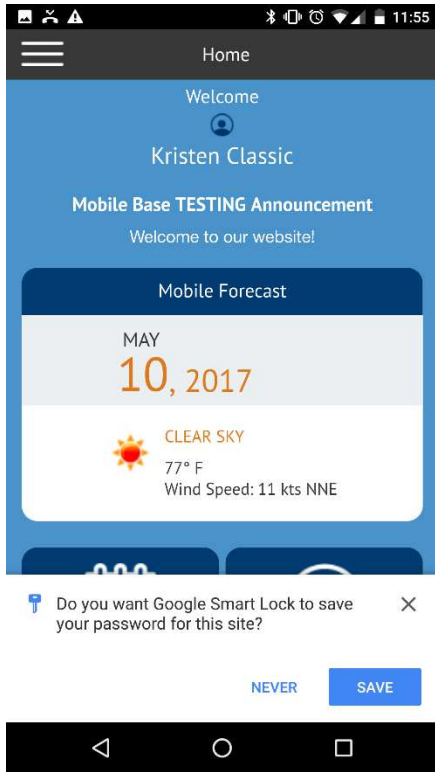 11:55
Home
Welcome
Kristen Classic
Mobile Base TESTING Announcement
Welcome to our website!
Mobile Forecast
MAY
10, 2017
CLEAR SKY
77° F
Wind Speed: 11 kts NNE
Do you want Google Smart Lock to save
your password for this site?
NEVER SAVE